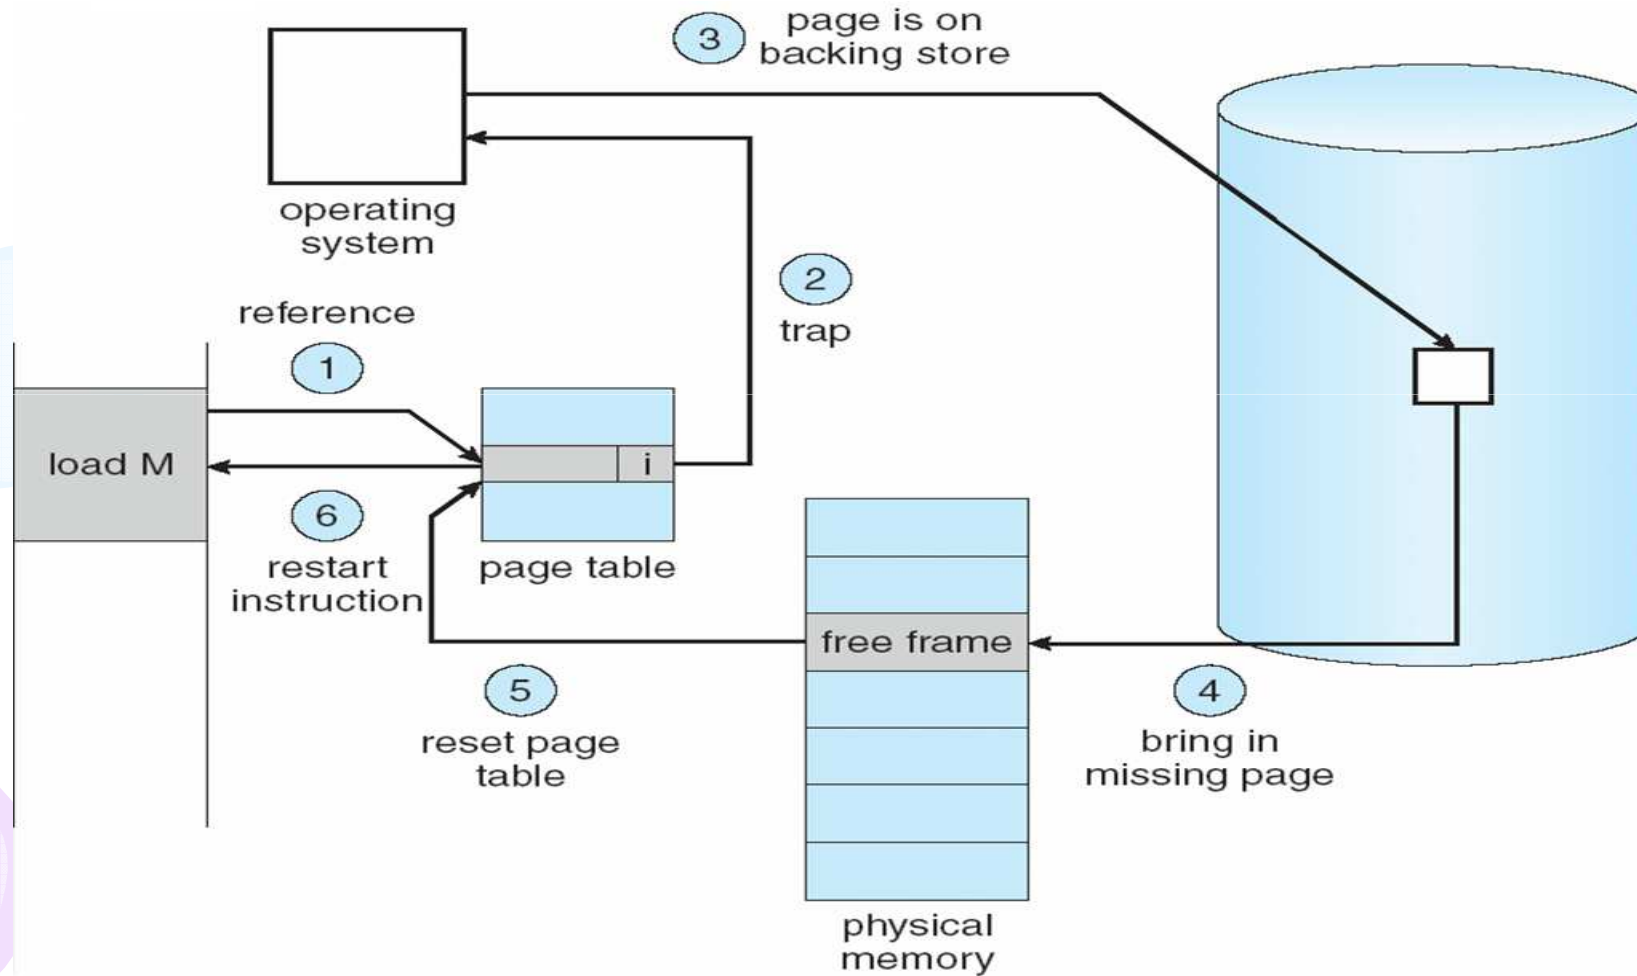 3
page is on
backing store
operating
system
2
trap
reference
1
load M
i
6
restart
instruction
page table
free frame
5
reset page
table
4
bring in
missing page
physical
memory